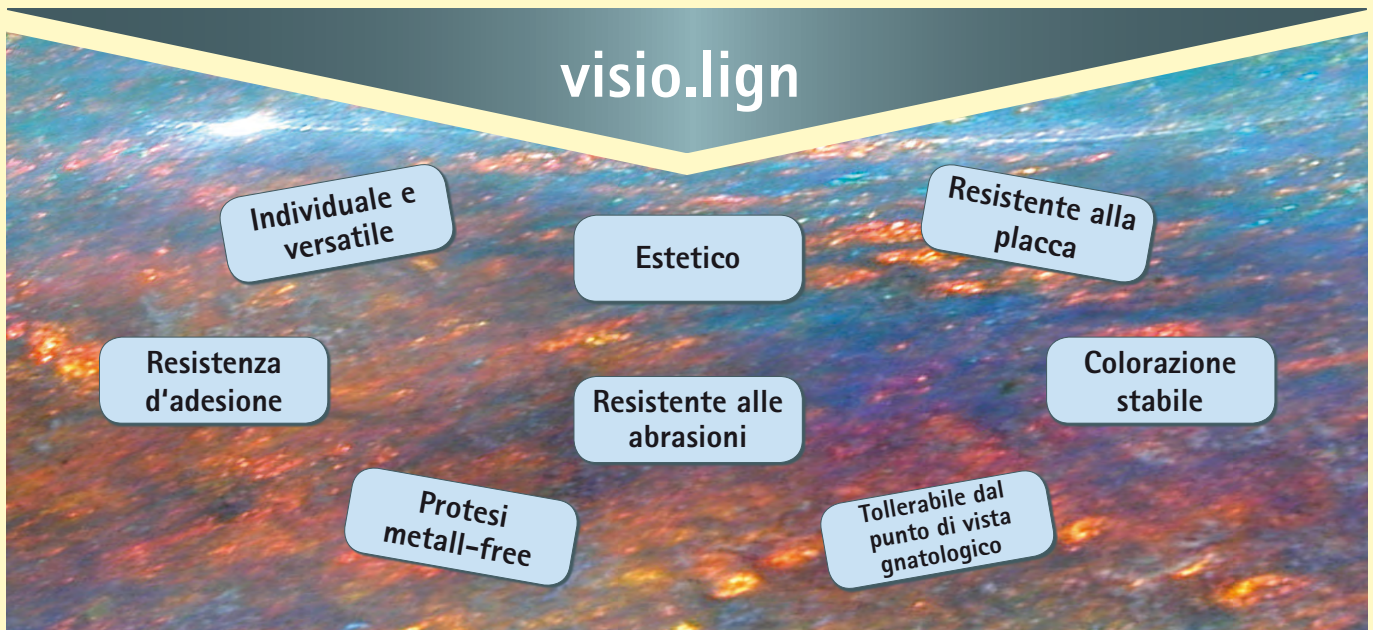 visio.lign
Individuale e
versatile
Estetico
Resistente alla
placca
Resistenza
d‘adesione
Resistente alle
abrasioni
Colorazione
stabile
Protesi
metall-free
Tollerabile dal
punto di vista
gnatologico